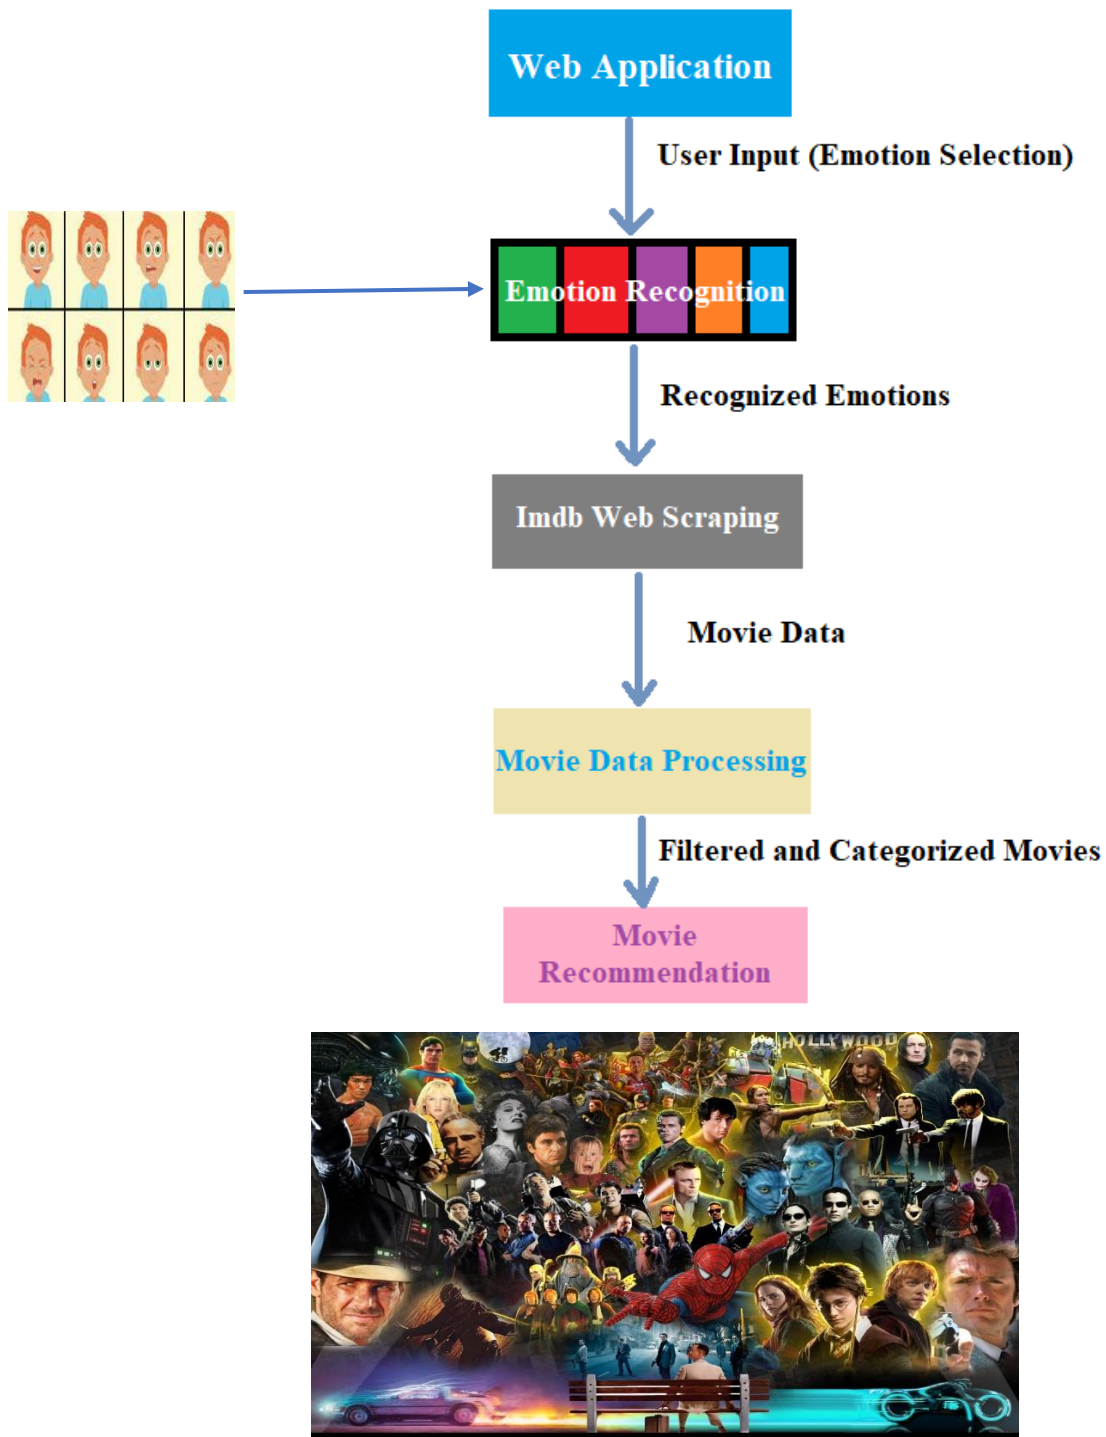 Web Application
User Input (Emotion Selection)
Emotion Recognition
Recognized Emotions
Imdb Web Scraping
Movie Data
Movie Data Processing
Filtered and Categorized Movies
Movie
Recommendation
HOLLYWOOD